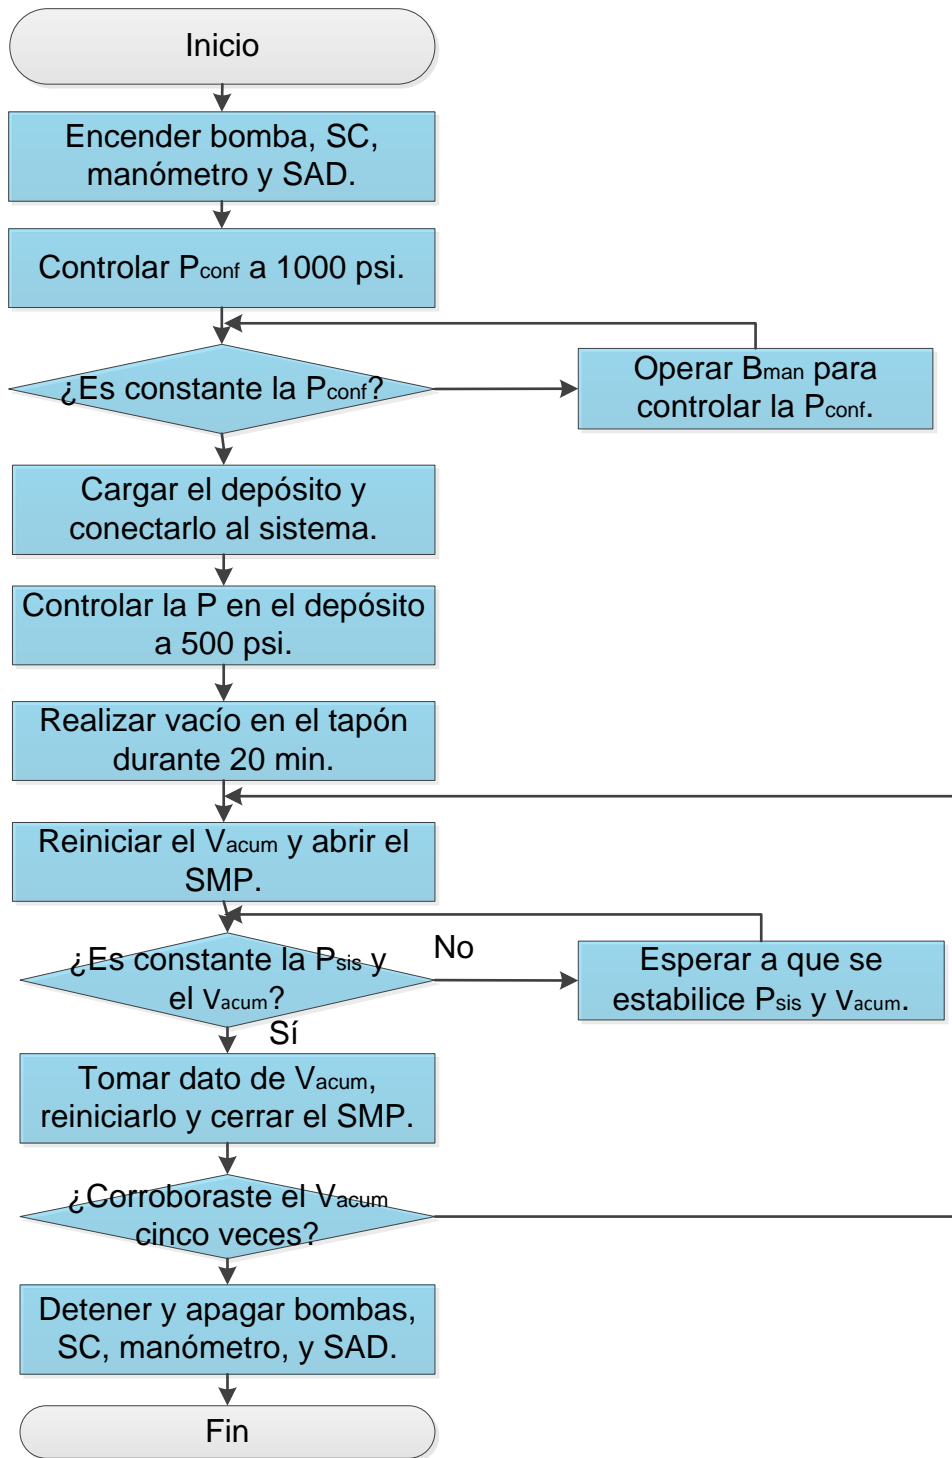 Inicio
Encender bomba, SC,
manómetro y SAD.
Controlar Pconf a 1000 psi.
¿Es constante la Pconf?
Operar Bman para
controlar la Pconf.
Cargar el depósito y
conectarlo al sistema.
Controlar la P en el depósito
a 500 psi.
Realizar vacío en el tapón
durante 20 min.
Reiniciar el Vacum y abrir el
SMP.
¿Es constante la Psis y
el Vacum?
No
Esperar a que se
estabilice Psis y Vacum.
Sí
Tomar dato de Vacum,
reiniciarlo y cerrar el SMP.
¿Corroboraste el Vacum
cinco veces?
Detener y apagar bombas,
SC, manómetro, y SAD.
Fin